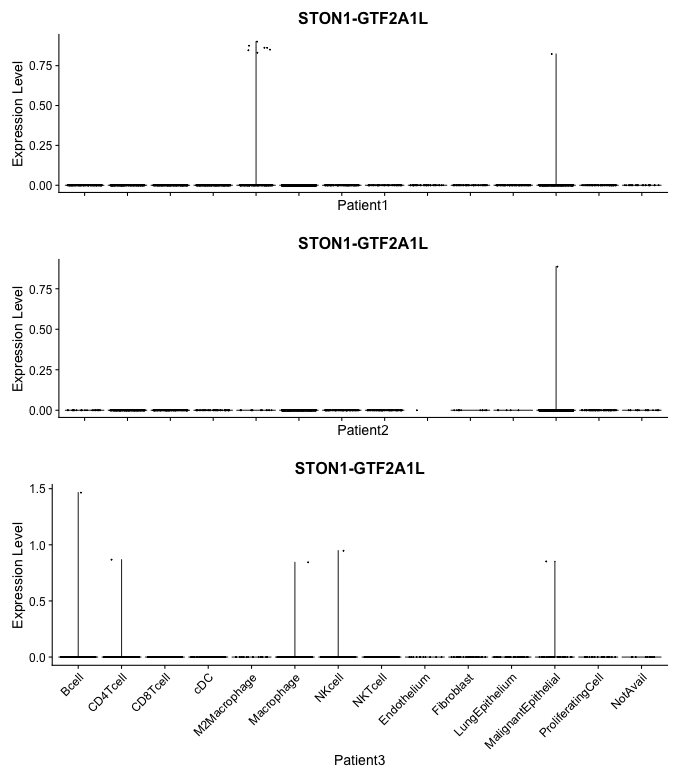 STON1-GTF2A1L
Expression Level
0.75
0.50
0.25
0.00
Patient1
STON1-GTF2A1L
Expression Level
0.75
0.50
0.25
0.00
Patient2
STON1-GTF2A1L
Expression Level
1.5
1.0
0.5
0.0
Bcell
CD4Tcell
CD8Tcell
cDC
M2Macrophage
Macrophage
NKcell
NKTcell
Endothelium
Fibroblast
LungEpithelium
MalignantEpithelial
ProliferatingCell
NotAvail
Patient3